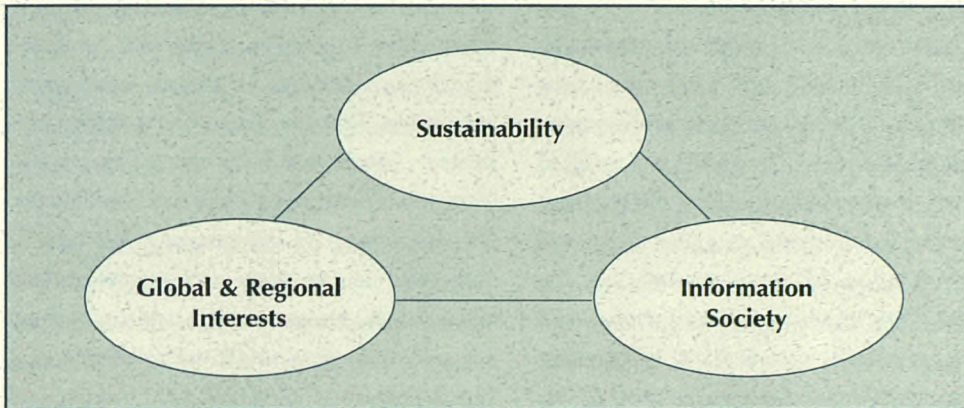 Sustainability
Global & Regional
Interests
Information
Society